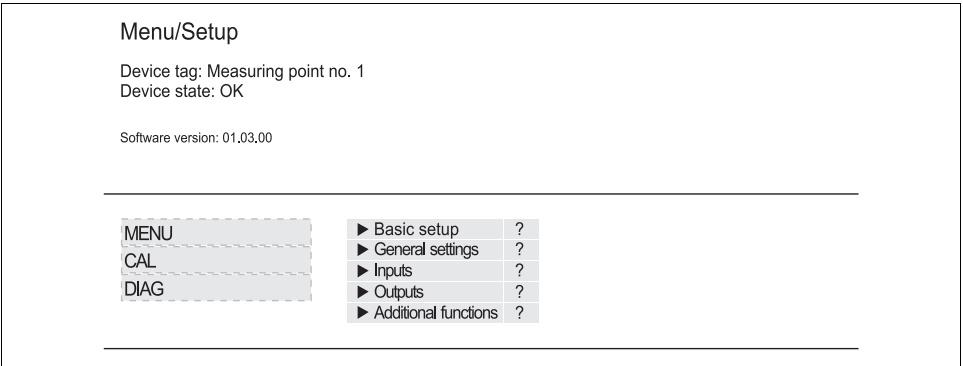 Menu/Setup
Device tag: Measuring point no. 1
Device state: OK
Software version: 01.03.00
MENU
CAL
DIAG
▶ Basic setup ?
▶ General settings ?
▶ Inputs ?
▶ Outputs ?
▶ Additional functions ?